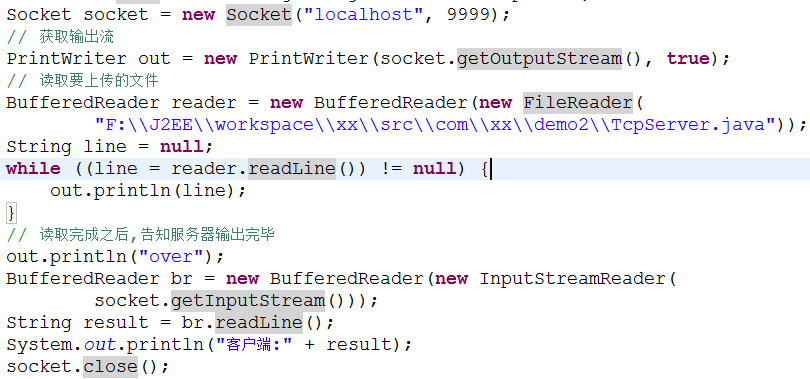 Socket socket = new Socket("localhost", 9999);
// 获取输出流
PrintWriter out = new PrintWriter(socket.getOutputStream(), true);
// 读取要上传的文件
BufferedReader reader = new BufferedReader(new FileReader(
        "F:\\J2EE\\workspace\\xx\\src\\com\\xx\\demo2\\TcpServer.java"));
String line = null;
while ((line = reader.readLine()) != null) {
    out.println(line);
}
// 读取完成之后,告知服务器输出完毕
out.println("over");
BufferedReader br = new BufferedReader(new InputStreamReader(
        socket.getInputStream()));
String result = br.readLine();
System.out.println("客户端:" + result);
socket.close();